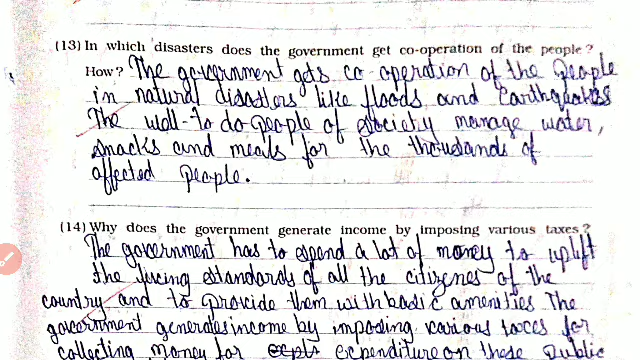 (13) In which disasters does the government get co-operation of the people?
How? The government gets co-operation of the people
in natural disasters like floods and Earthquakes
The well-to do people of society manage water,
snacks and meals for the thousands of
affected people.
(14) Why does the government generate income by imposing various taxes?
The government has to spend a lot of money to uplift
the living standards of all the citizenes of the
country and to provide them with basic amenities The
government generates income by imposing various taxes for
collecting money for expenditure on these public